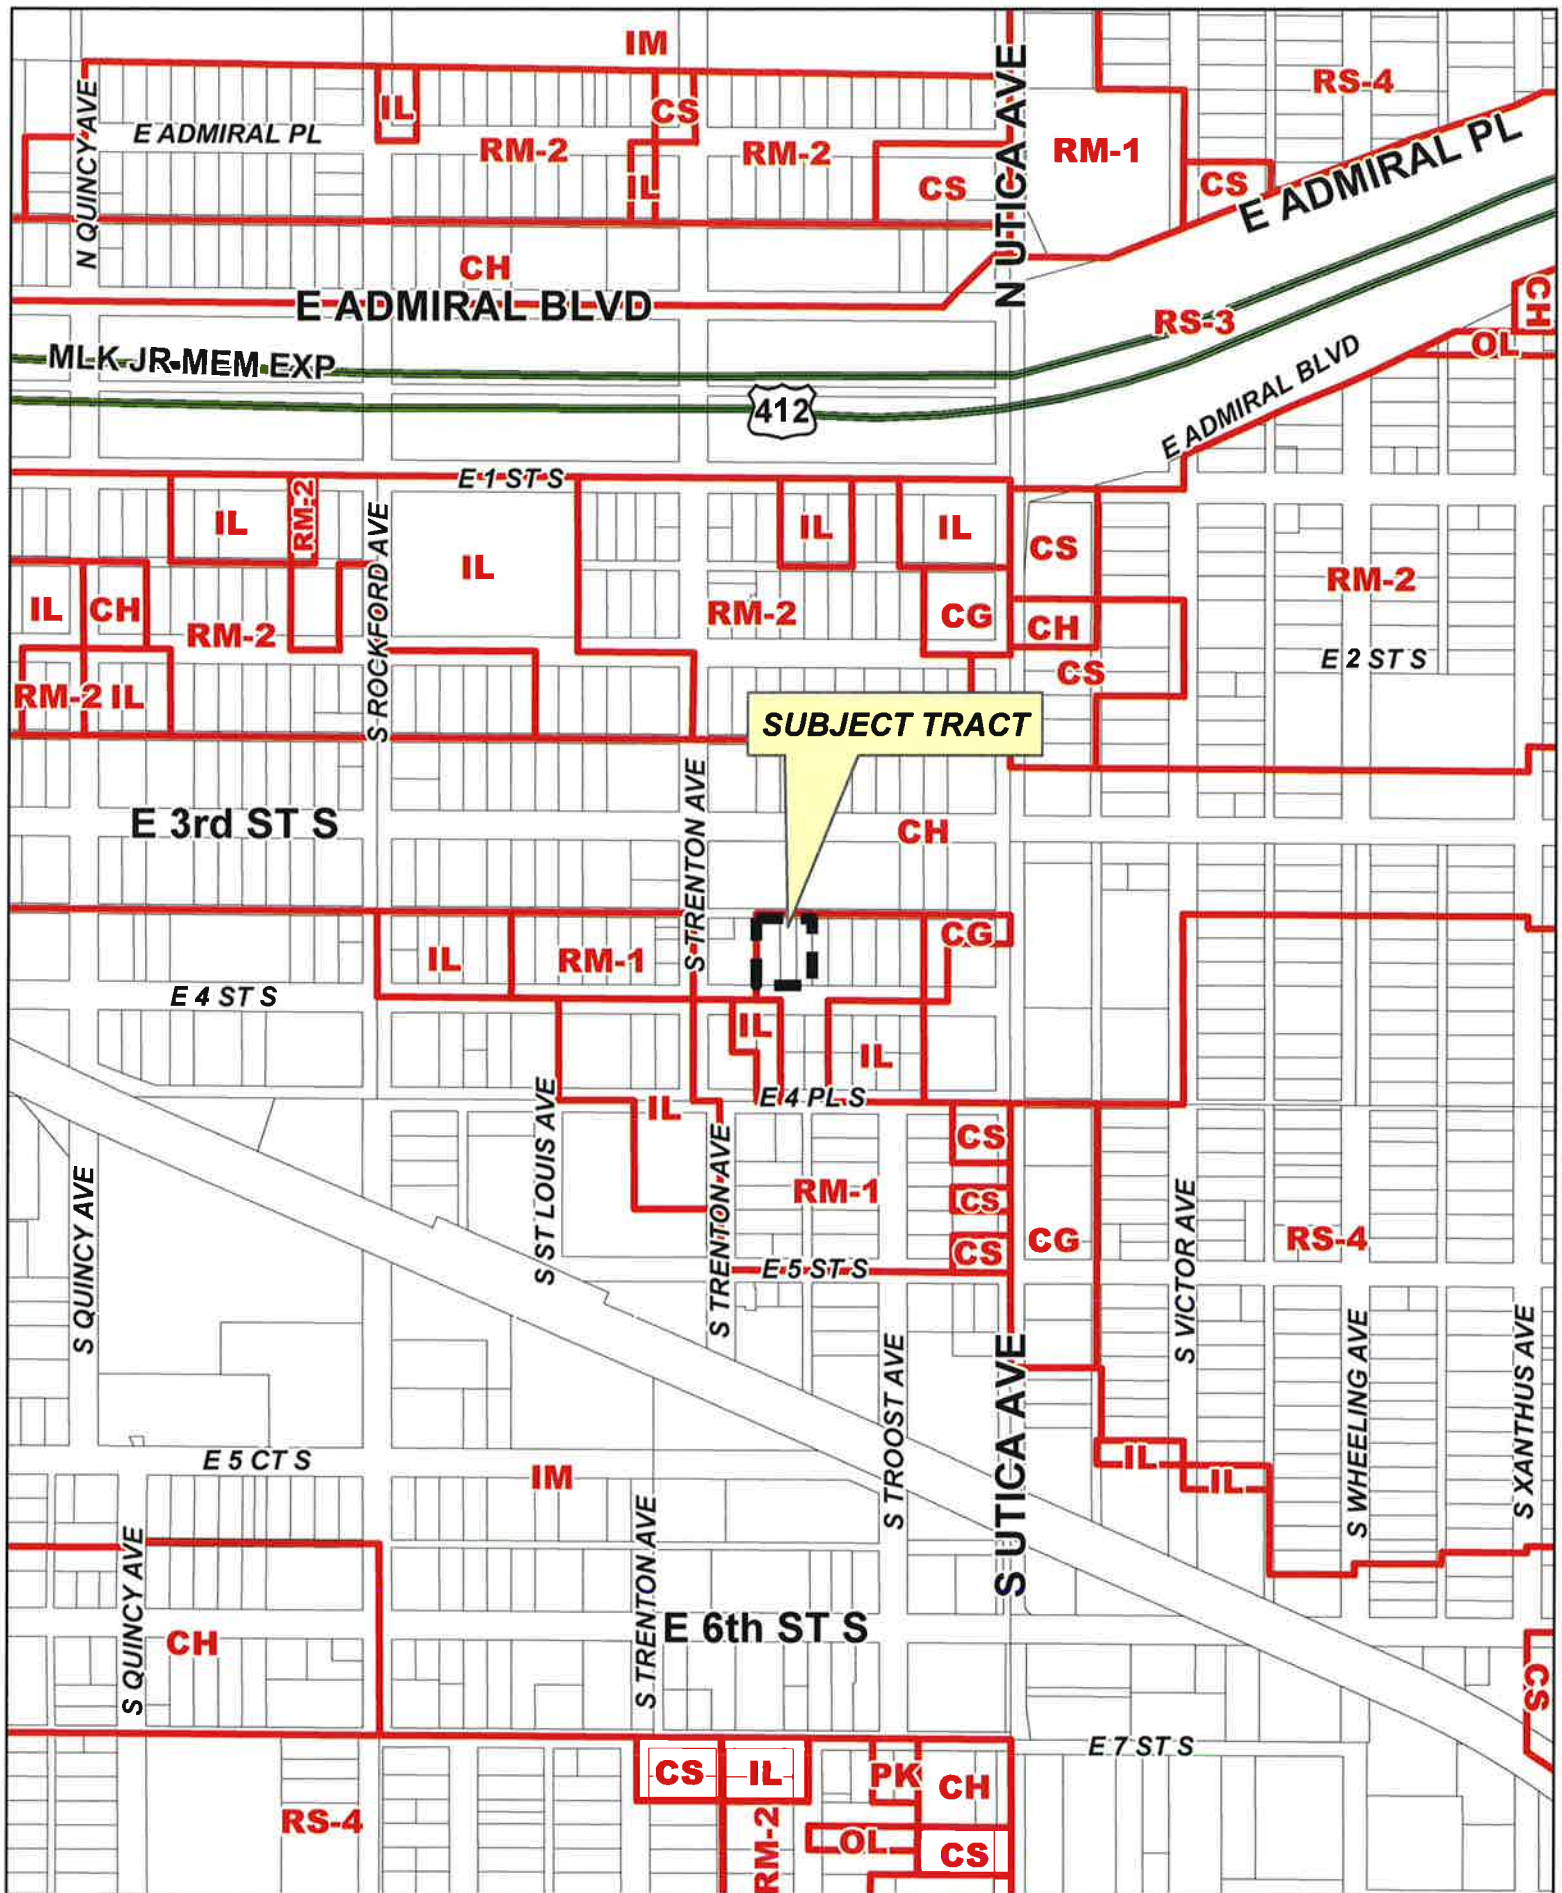 IM
RS-4
IL
CS
E ADMIRAL PL
RM-2
RM-2
RM-1
N QUINCY AVE
N UTICA AVE
E ADMIRAL PL
IL
CS
CS
CH
E ADMIRAL BLVD
RS-3
CH
OL
MLK JR MEM EXP
412
E ADMIRAL BLVD
E 1 ST S
IL
RM-2
IL
IL
IL
CS
S ROCKFORD AVE
RM-2
IL
CH
RM-2
RM-2
CG
CH
E 2 ST S
CS
RM-2
IL
SUBJECT TRACT
E 3rd ST S
S TRENTON AVE
CH
CG
IL
RM-1
E 4 ST S
IL
IL
E 4 PL S
IL
S ST LOUIS AVE
CS
RM-1
CS
CS
CG
RS-4
S QUINCY AVE
S TRENTON AVE
E 5 ST S
S VICTOR AVE
S TROOST AVE
S UTICA AVE
S WHEELING AVE
S XANTHUS AVE
E 5 CT S
IM
IL
IL
S QUINCY AVE
S TRENTON AVE
E 6th ST S
CH
CS
E 7 ST S
CS
IL
PK
CH
RS-4
RM-2
OL
CS